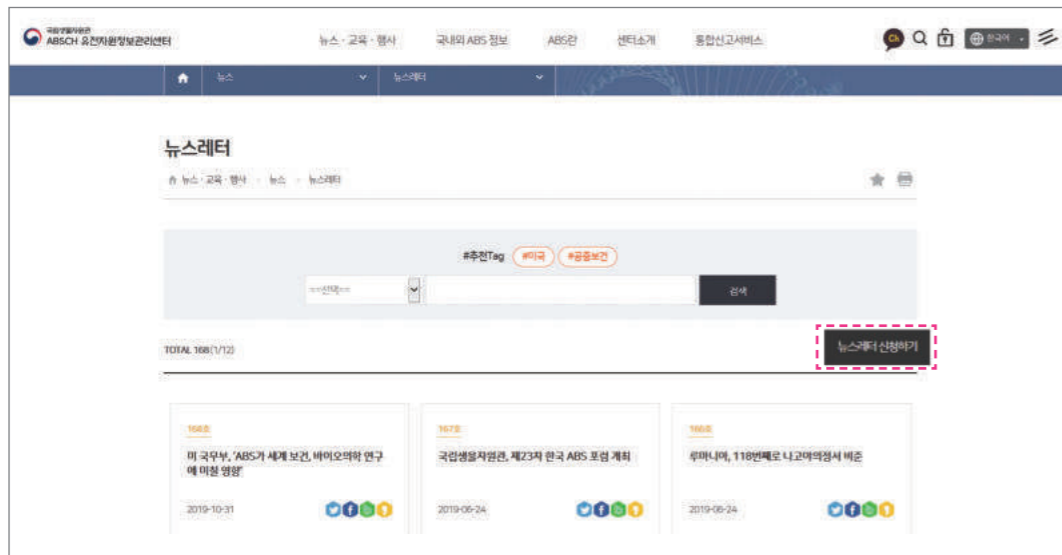 국립생물자원관
ABSCH 유전자원정보관리센터
뉴스 · 교육 · 행사
국내외 ABS 정보
ABS란
센터소개
통합신고서비스
Ch
한국어
뉴스
뉴스레터
뉴스레터
뉴스 · 교육 · 행사 > 뉴스 > 뉴스레터
#추천Tag #미국 #공중보건
==선택==
검색
TOTAL 168(1/12)
뉴스레터 신청하기
168호
미 국무부, 'ABS가 세계 보건, 바이오의학 연구
에 미칠 영향'
2019-10-31
167호
국립생물자원관, 제23차 한국 ABS 포럼 개최
2019-06-24
166호
루마니아, 118번째로 나고야의정서 비준
2019-06-24